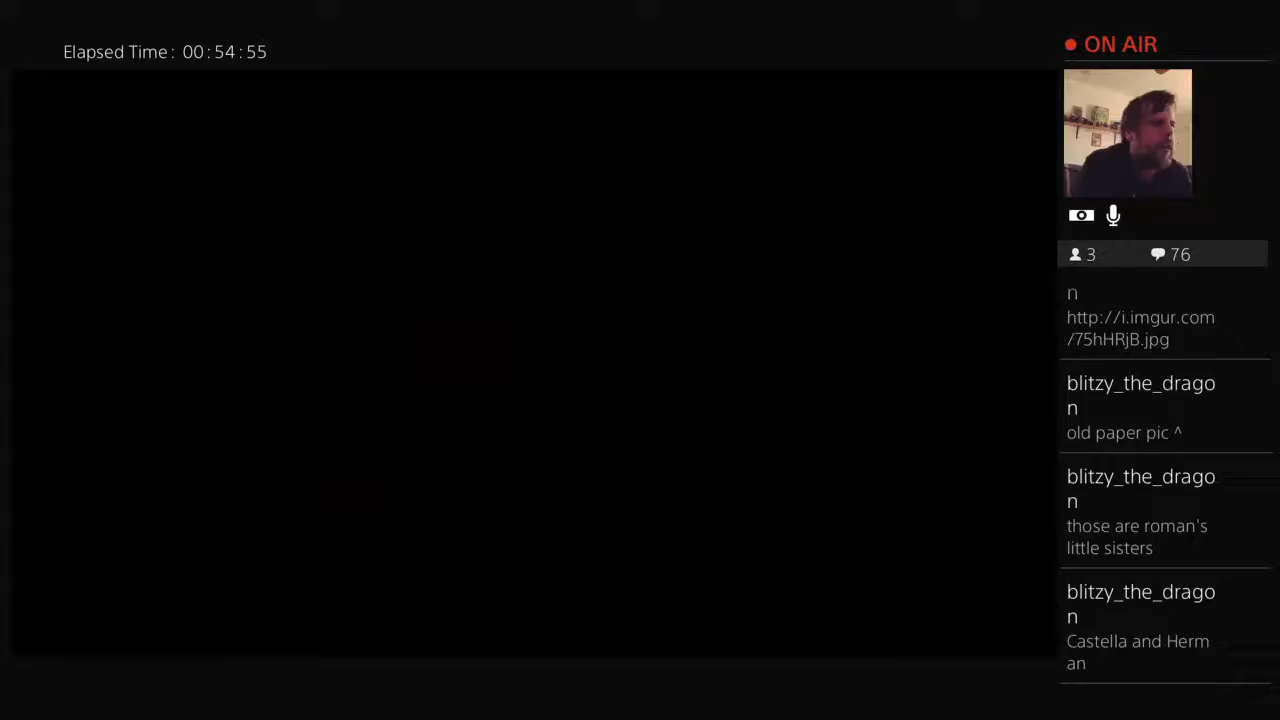 Elapsed Time: 00:54:55
ON AIR
3 76
n
http://i.imgur.com
/75hHRjB.jpg
blitzy_the_drago
n
old paper pic ^
blitzy_the_drago
n
those are roman's
little sisters
blitzy_the_drago
n
Castella and Herm
an